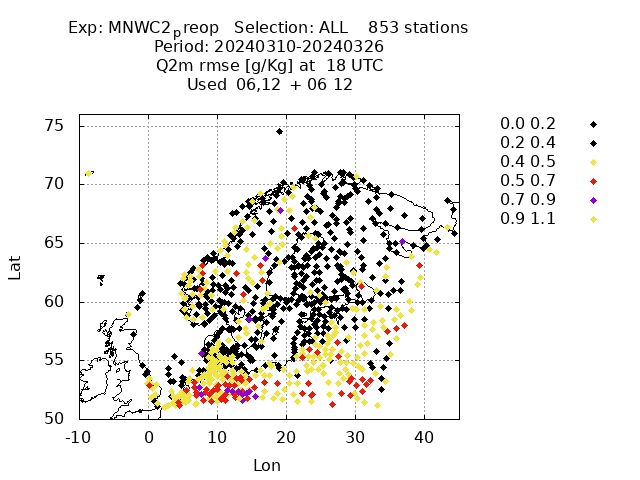 Exp: MNWC2preop   Selection: ALL    853 stations
Period: 20240310-20240326
Q2m rmse [g/Kg] at  18 UTC
Used  06,12  + 06 12
0.0 0.2
0.2 0.4
0.4 0.5
0.5 0.7
0.7 0.9
0.9 1.1
Lat
75
70
65
60
55
50
-10 0 10 20 30 40
Lon